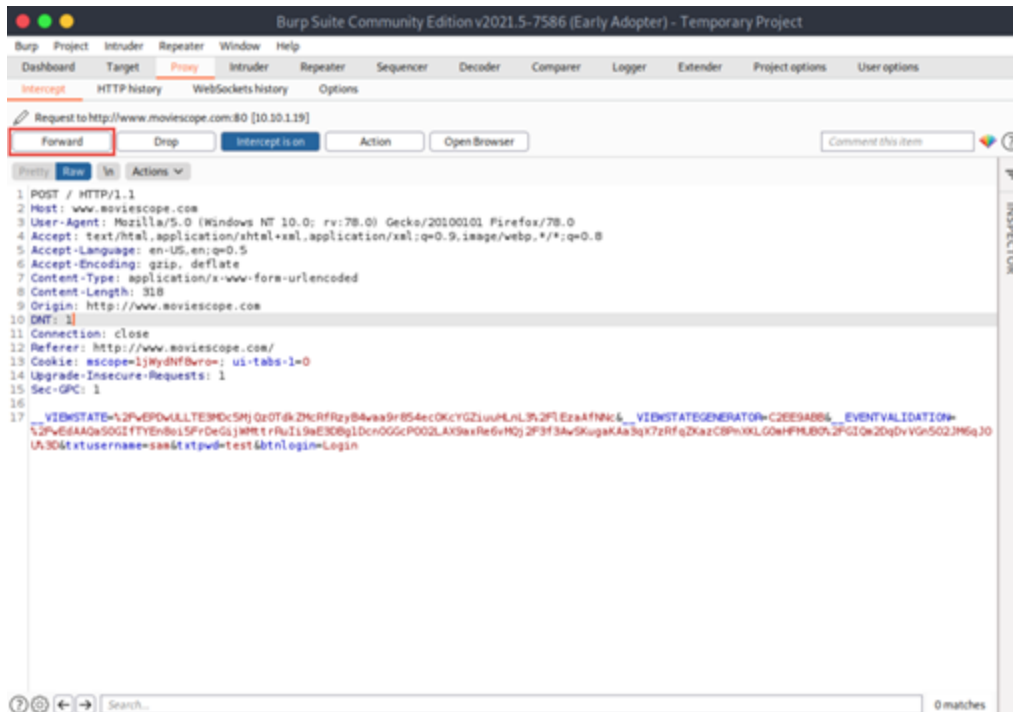 Burp Suite Community Edition v2021.5-7586 (Early Adopter) - Temporary Project
Burp Project Intruder Repeater Window Help
Dashboard Target Proxy Intruder Repeater Sequencer Decoder Comparer Logger Extender Project options User options
Intercept HTTP history WebSockets history Options
Request to http://www.moviescope.com:80 [10.10.1.19]
Forward Drop Intercept is on Action Open Browser Comment this item
Pretty Raw \n Actions
INSPECTOR
1 POST / HTTP/1.1
2 Host: www.moviescope.com
3 User-Agent: Mozilla/5.0 (Windows NT 10.0; rv:78.0) Gecko/20100101 Firefox/78.0
4 Accept: text/html,application/xhtml+xml,application/xml;q=0.9,image/webp,*/*;q=0.8
5 Accept-Language: en-US,en;q=0.5
6 Accept-Encoding: gzip, deflate
7 Content-Type: application/x-www-form-urlencoded
8 Content-Length: 318
9 Origin: http://www.moviescope.com
10 DNT: 1
11 Connection: close
12 Referer: http://www.moviescope.com/
13 Cookie: mscope=1jWydNf8wro=; ui-tabs-1=0
14 Upgrade-Insecure-Requests: 1
15 Sec-GPC: 1
16
17 __VIEWSTATE= &__VIEWSTATEGENERATOR=C2EE9ABB&__EVENTVALIDATION=
&txtusername=sam&txtpwd=test&btnlogin=Login
Search...
0 matches